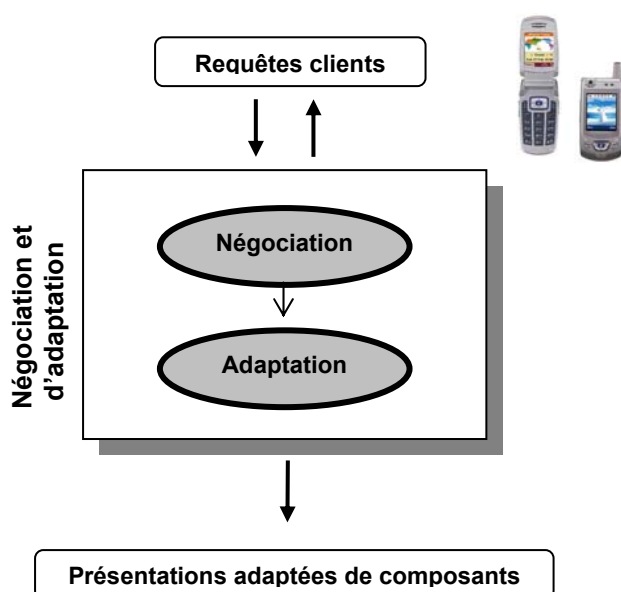 Requêtes clients
Négociation et
d'adaptation
Négociation
Adaptation
Présentations adaptées de composants